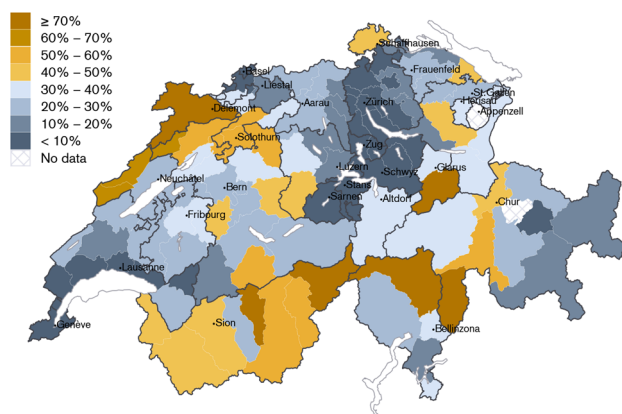 ≥ 70%
60% – 70%
50% – 60%
40% – 50%
30% – 40%
20% – 30%
10% – 20%
< 10%
No data
Schaffhausen
Basel
Frauenfeld
Liestal
St.Gallen
Delémont
Aarau
Zürich
Herisau
Appenzell
Solothurn
Zug
Luzern
Glarus
Neuchâtel
Bern
Schwyz
Stans
Sarnen
Altdorf
Chur
Fribourg
Lausanne
Genève
Sion
Bellinzona